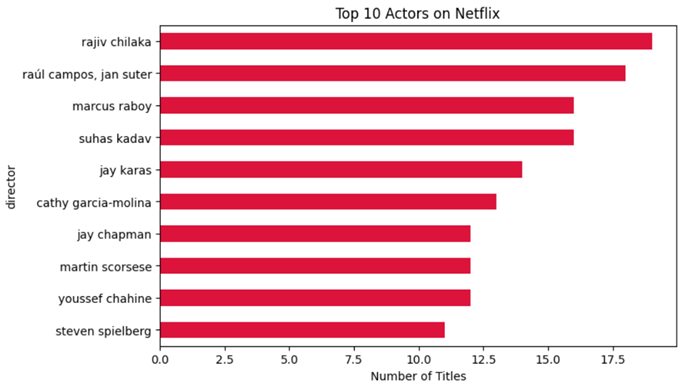 Top 10 Actors on Netflix
rajiv chilaka
raúl campos, jan suter
marcus raboy
suhas kadav
jay karas
cathy garcia-molina
jay chapman
martin scorsese
youssef chahine
steven spielberg
director
0.0 2.5 5.0 7.5 10.0 12.5 15.0 17.5
Number of Titles